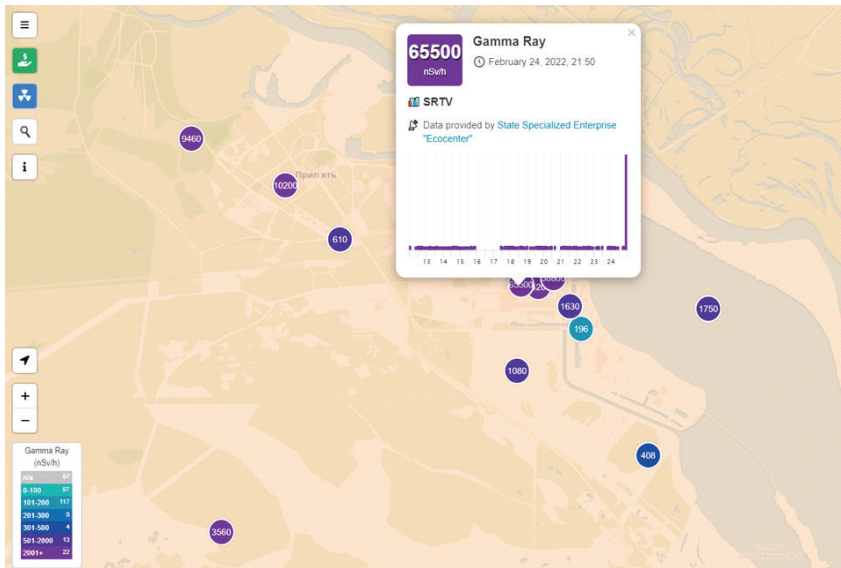 65500
nSv/h
Gamma Ray
February 24, 2022, 21:50
SRTV
Data provided by State Specialized Enterprise
"Ecocenter"
13 14 15 16 17 18 19 20 21 22 23 24
9460
10200
Прип'ять
610
65500
1630
1750
196
1080
408
3560
Gamma Ray
(nSv/h)
n/a 67
0-100 97
101-200 117
201-300 5
301-500 4
501-2000 13
2001+ 22